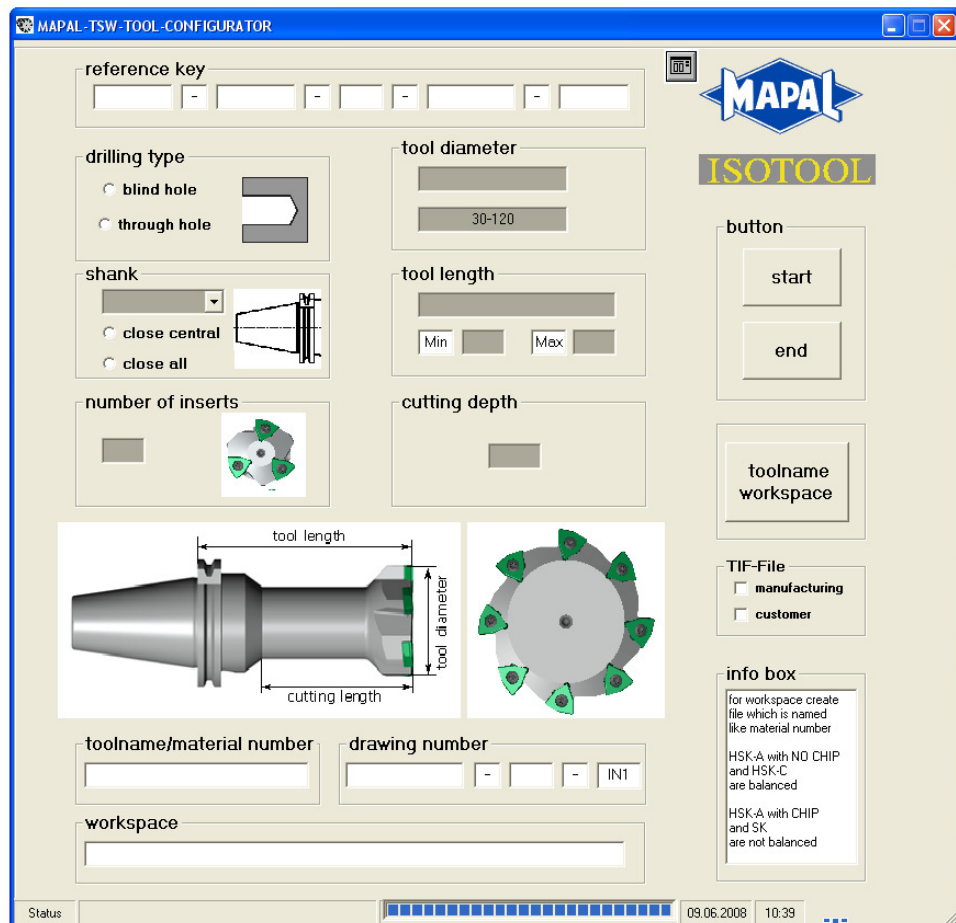 MAPAL-TSW-TOOL-CONFIGURATOR
reference key
- - - -
MAPAL
ISOTOOL
drilling type
blind hole
through hole
tool diameter
30-120
shank
close central
close all
tool length
Min
Max
button
start
end
number of inserts
cutting depth
toolname
workspace
tool length
tool diameter
cutting length
TIF-File
manufacturing
customer
info box
for workspace create
file which is named
like material number
HSK-A with NO CHIP
and HSK-C
are balanced
HSK-A with CHIP
and SK
are not balanced
toolname/material number
drawing number
- - IN1
workspace
Status
09.06.2008
10:39